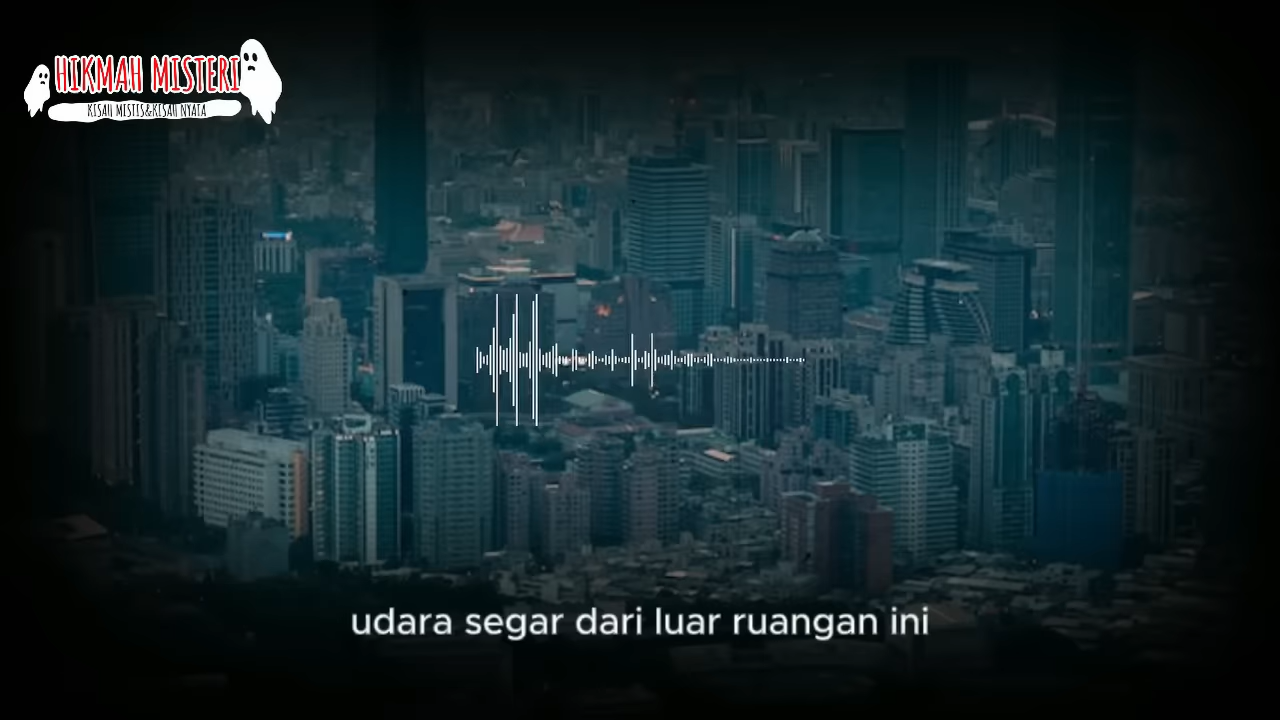 HIKMAH MISTERI
KISAH MISTIS&KISAH NYATA
udara segar dari luar ruangan ini